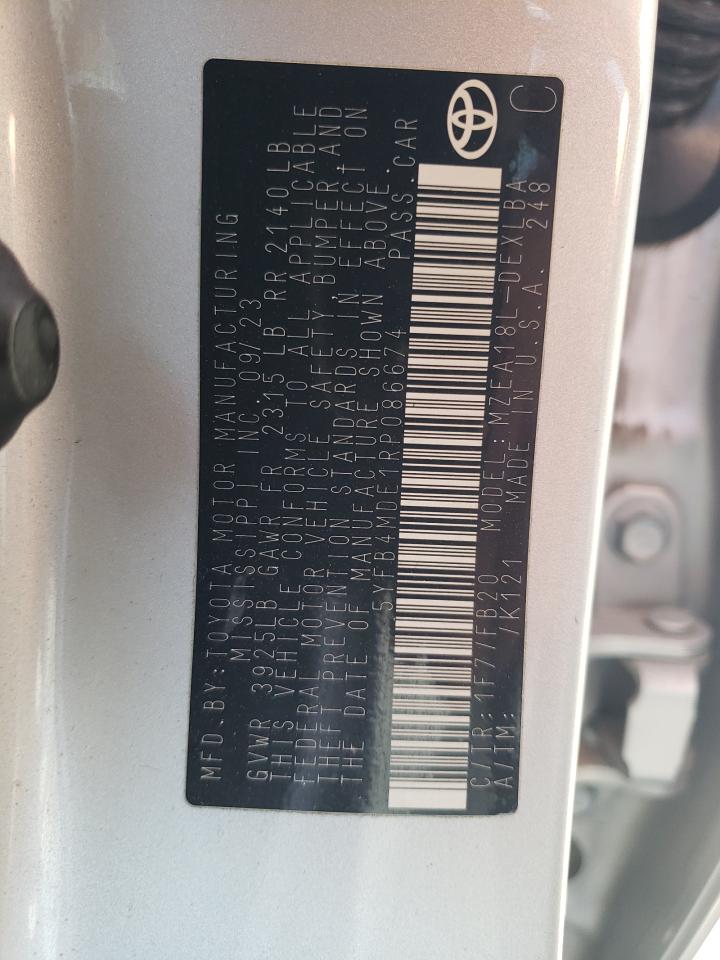 MFD.BY:TOYOTA MOTOR MANUFACTURING
MISSISSIPPI INC. 09/23
GVWR 3925LB GAWR FR 2315 LB RR 2140LB
THIS VEHICLE CONFORMS TO ALL APPLICABLE
FEDERAL MOTOR VEHICLE SAFETY, BUMPER, AND
THEFT PREVENTION STANDARDS IN EFFECT ON
THE DATE OF MANUFACTURE SHOWN ABOVE.
5YFB4MDE1RP086674 PASS.CAR
C/TR:1F7/FB20 MODEL:MZEA18L-DEXLBA
A/TM: /K121 MADE IN U.S.A. 248
C